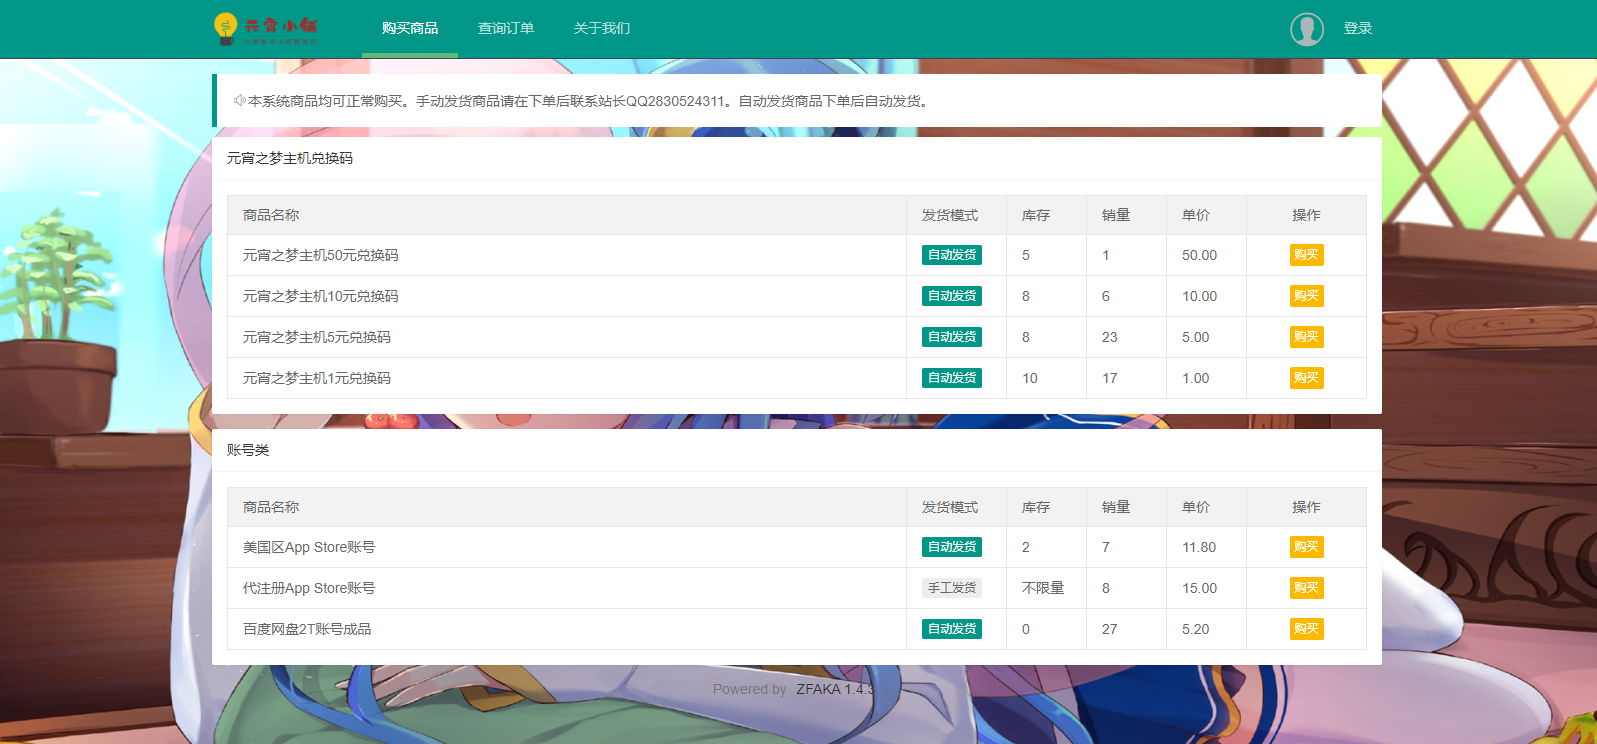 元宵小铺
购买商品 查询订单 关于我们 登录
本系统商品均可正常购买。手动发货商品请在下单后联系站长QQ2830524311。自动发货商品下单后自动发货。
元宵之梦主机兑换码
商品名称 发货模式 库存 销量 单价 操作
元宵之梦主机50元兑换码 自动发货 5 1 50.00 购买
元宵之梦主机10元兑换码 自动发货 8 6 10.00 购买
元宵之梦主机5元兑换码 自动发货 8 23 5.00 购买
元宵之梦主机1元兑换码 自动发货 10 17 1.00 购买
账号类
商品名称 发货模式 库存 销量 单价 操作
美国区App Store账号 自动发货 2 7 11.80 购买
代注册App Store账号 手工发货 不限量 8 15.00 购买
百度网盘2T账号成品 自动发货 0 27 5.20 购买
Powered by ZFAKA 1.4.3